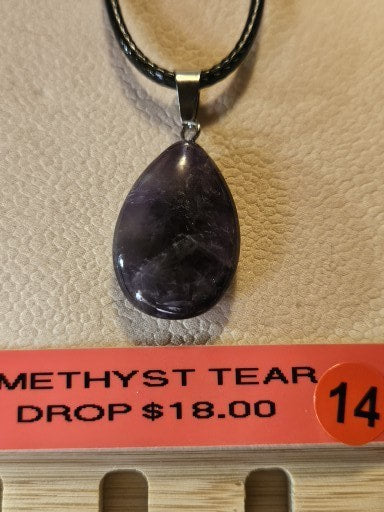 METHYST TEAR
DROP $18.00
14